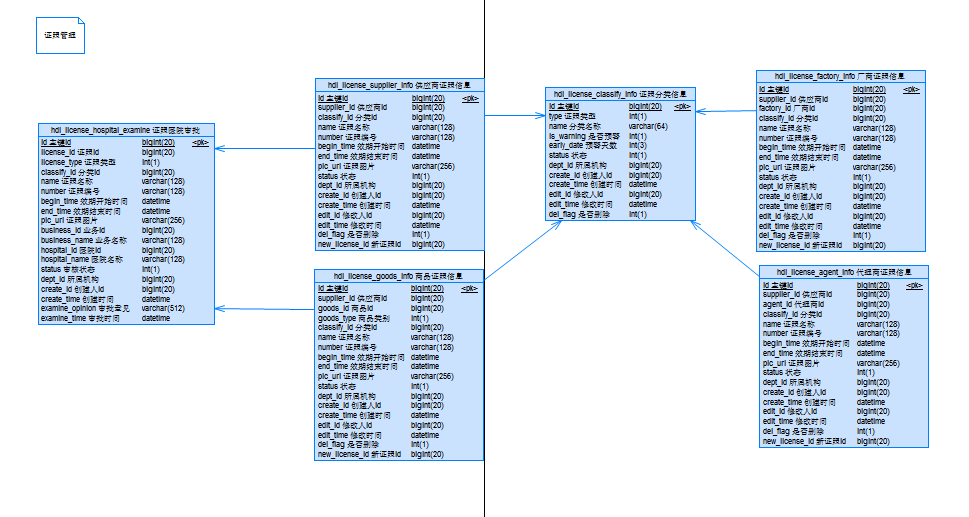 证照管理
hdi_license_hospital_examine 证照医院审批
id 主键id bigint(20) <pk>
license_id 证照id bigint(20)
license_type 证照类型 int(1)
classify_id 分类id bigint(20)
name 证照名称 varchar(128)
number 证照编号 varchar(128)
begin_time 效期开始时间 datetime
end_time 效期结束时间 datetime
pic_url 证照图片 varchar(256)
business_id 业务id bigint(20)
business_name 业务名称 varchar(128)
hospital_id 医院id bigint(20)
hospital_name 医院名称 varchar(128)
status 审核状态 int(1)
dept_id 所属机构 bigint(20)
create_id 创建人id bigint(20)
create_time 创建时间 datetime
examine_opinion 审批意见 varchar(512)
examine_time 审批时间 datetime
hdi_license_supplier_info 供应商证照信息
id 主键id bigint(20) <pk>
supplier_id 供应商id bigint(20)
classify_id 分类id bigint(20)
name 证照名称 varchar(128)
number 证照编号 varchar(128)
begin_time 效期开始时间 datetime
end_time 效期结束时间 datetime
pic_url 证照图片 varchar(256)
status 状态 int(1)
dept_id 所属机构 bigint(20)
create_id 创建人id bigint(20)
create_time 创建时间 datetime
edit_id 修改人id bigint(20)
edit_time 修改时间 datetime
del_flag 是否删除 int(1)
new_license_id 新证照id bigint(20)
hdi_license_goods_info 商品证照信息
id 主键id bigint(20) <pk>
supplier_id 供应商id bigint(20)
goods_id 商品id bigint(20)
goods_type 商品类别 int(1)
classify_id 分类id bigint(20)
name 证照名称 varchar(128)
number 证照编号 varchar(128)
begin_time 效期开始时间 datetime
end_time 效期结束时间 datetime
pic_url 证照图片 varchar(256)
status 状态 int(1)
dept_id 所属机构 bigint(20)
create_id 创建人id bigint(20)
create_time 创建时间 datetime
edit_id 修改人id bigint(20)
edit_time 修改时间 datetime
del_flag 是否删除 int(1)
new_license_id 新证照id bigint(20)
hdi_license_classify_info 证照分类信息
id 主键id bigint(20) <pk>
type 证照类型 int(1)
name 分类名称 varchar(64)
is_warning 是否预警 int(1)
early_date 预警天数 int(3)
status 状态 int(1)
dept_id 所属机构 bigint(20)
create_id 创建人id bigint(20)
create_time 创建时间 datetime
edit_id 修改人id bigint(20)
edit_time 修改时间 datetime
del_flag 是否删除 int(1)
hdi_license_factory_info 厂商证照信息
id 主键id bigint(20) <pk>
supplier_id 供应商id bigint(20)
factory_id 厂商id bigint(20)
classify_id 分类id bigint(20)
name 证照名称 varchar(128)
number 证照编号 varchar(128)
begin_time 效期开始时间 datetime
end_time 效期结束时间 datetime
pic_url 证照图片 varchar(256)
status 状态 int(1)
dept_id 所属机构 bigint(20)
create_id 创建人id bigint(20)
create_time 创建时间 datetime
edit_id 修改人id bigint(20)
edit_time 修改时间 datetime
del_flag 是否删除 int(1)
new_license_id 新证照id bigint(20)
hdi_license_agent_info 代理商证照信息
id 主键id bigint(20) <pk>
supplier_id 供应商id bigint(20)
agent_id 代理商id bigint(20)
classify_id 分类id bigint(20)
name 证照名称 varchar(128)
number 证照编号 varchar(128)
begin_time 效期开始时间 datetime
end_time 效期结束时间 datetime
pic_url 证照图片 varchar(256)
status 状态 int(1)
dept_id 所属机构 bigint(20)
create_id 创建人id bigint(20)
create_time 创建时间 datetime
edit_id 修改人id bigint(20)
edit_time 修改时间 datetime
del_flag 是否删除 int(1)
new_license_id 新证照id bigint(20)